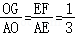 OG/AO = EF/AE = 1/3